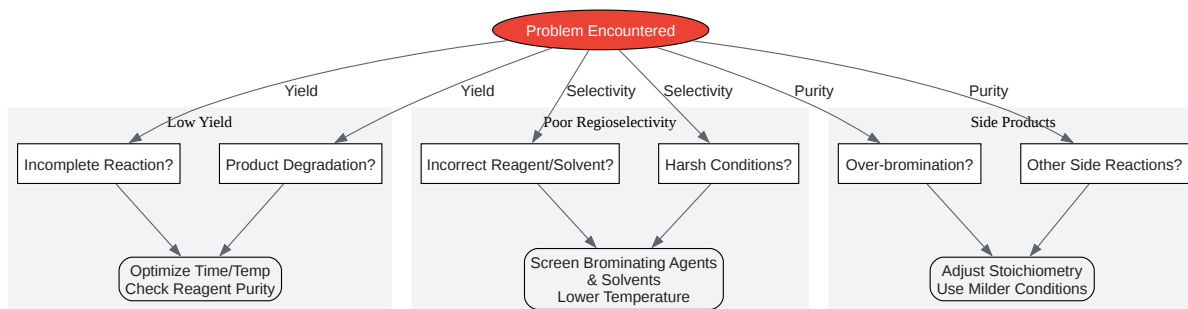 Problem Encountered
Yield
Yield
Selectivity
Selectivity
Purity
Purity
Low Yield
Poor Regioselectivity
Side Products
Incomplete Reaction?
Product Degradation?
Incorrect Reagent/Solvent?
Harsh Conditions?
Over-bromination?
Other Side Reactions?
Optimize Time/Temp
Check Reagent Purity
Screen Brominating Agents
& Solvents
Lower Temperature
Adjust Stoichiometry
Use Milder Conditions